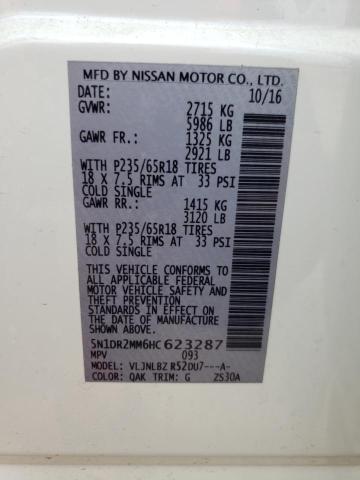 MFD BY NISSAN MOTOR CO., LTD.
DATE: 10/16
GVWR: 2715 KG
5986 LB
GAWR FR.: 1325 KG
2921 LB
WITH P235/65R18 TIRES
18 X 7.5 RIMS AT 33 PSI
COLD SINGLE
GAWR RR.: 1415 KG
3120 LB
WITH P235/65R18 TIRES
18 X 7.5 RIMS AT 33 PSI
COLD SINGLE
THIS VEHICLE CONFORMS TO
ALL APPLICABLE FEDERAL
MOTOR VEHICLE SAFETY AND
THEFT PREVENTION
STANDARDS IN EFFECT ON
THE DATE OF MANUFACTURE
SHOWN ABOVE.
5N1DR2MM6HC623287
MPV 093
MODEL: VLJNLBZ R52DU7---A-
COLOR: QAK TRIM: G ZS30A